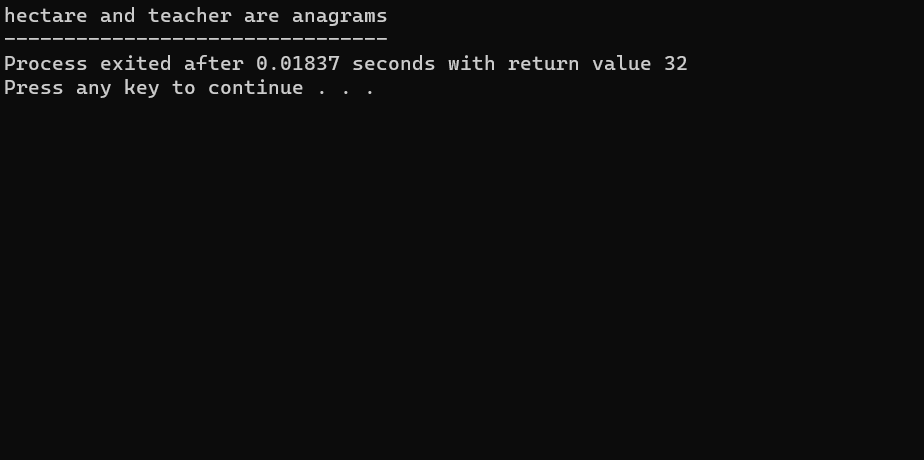 hectare and teacher are anagrams
--------------------------------
Process exited after 0.01837 seconds with return value 32
Press any key to continue . . .